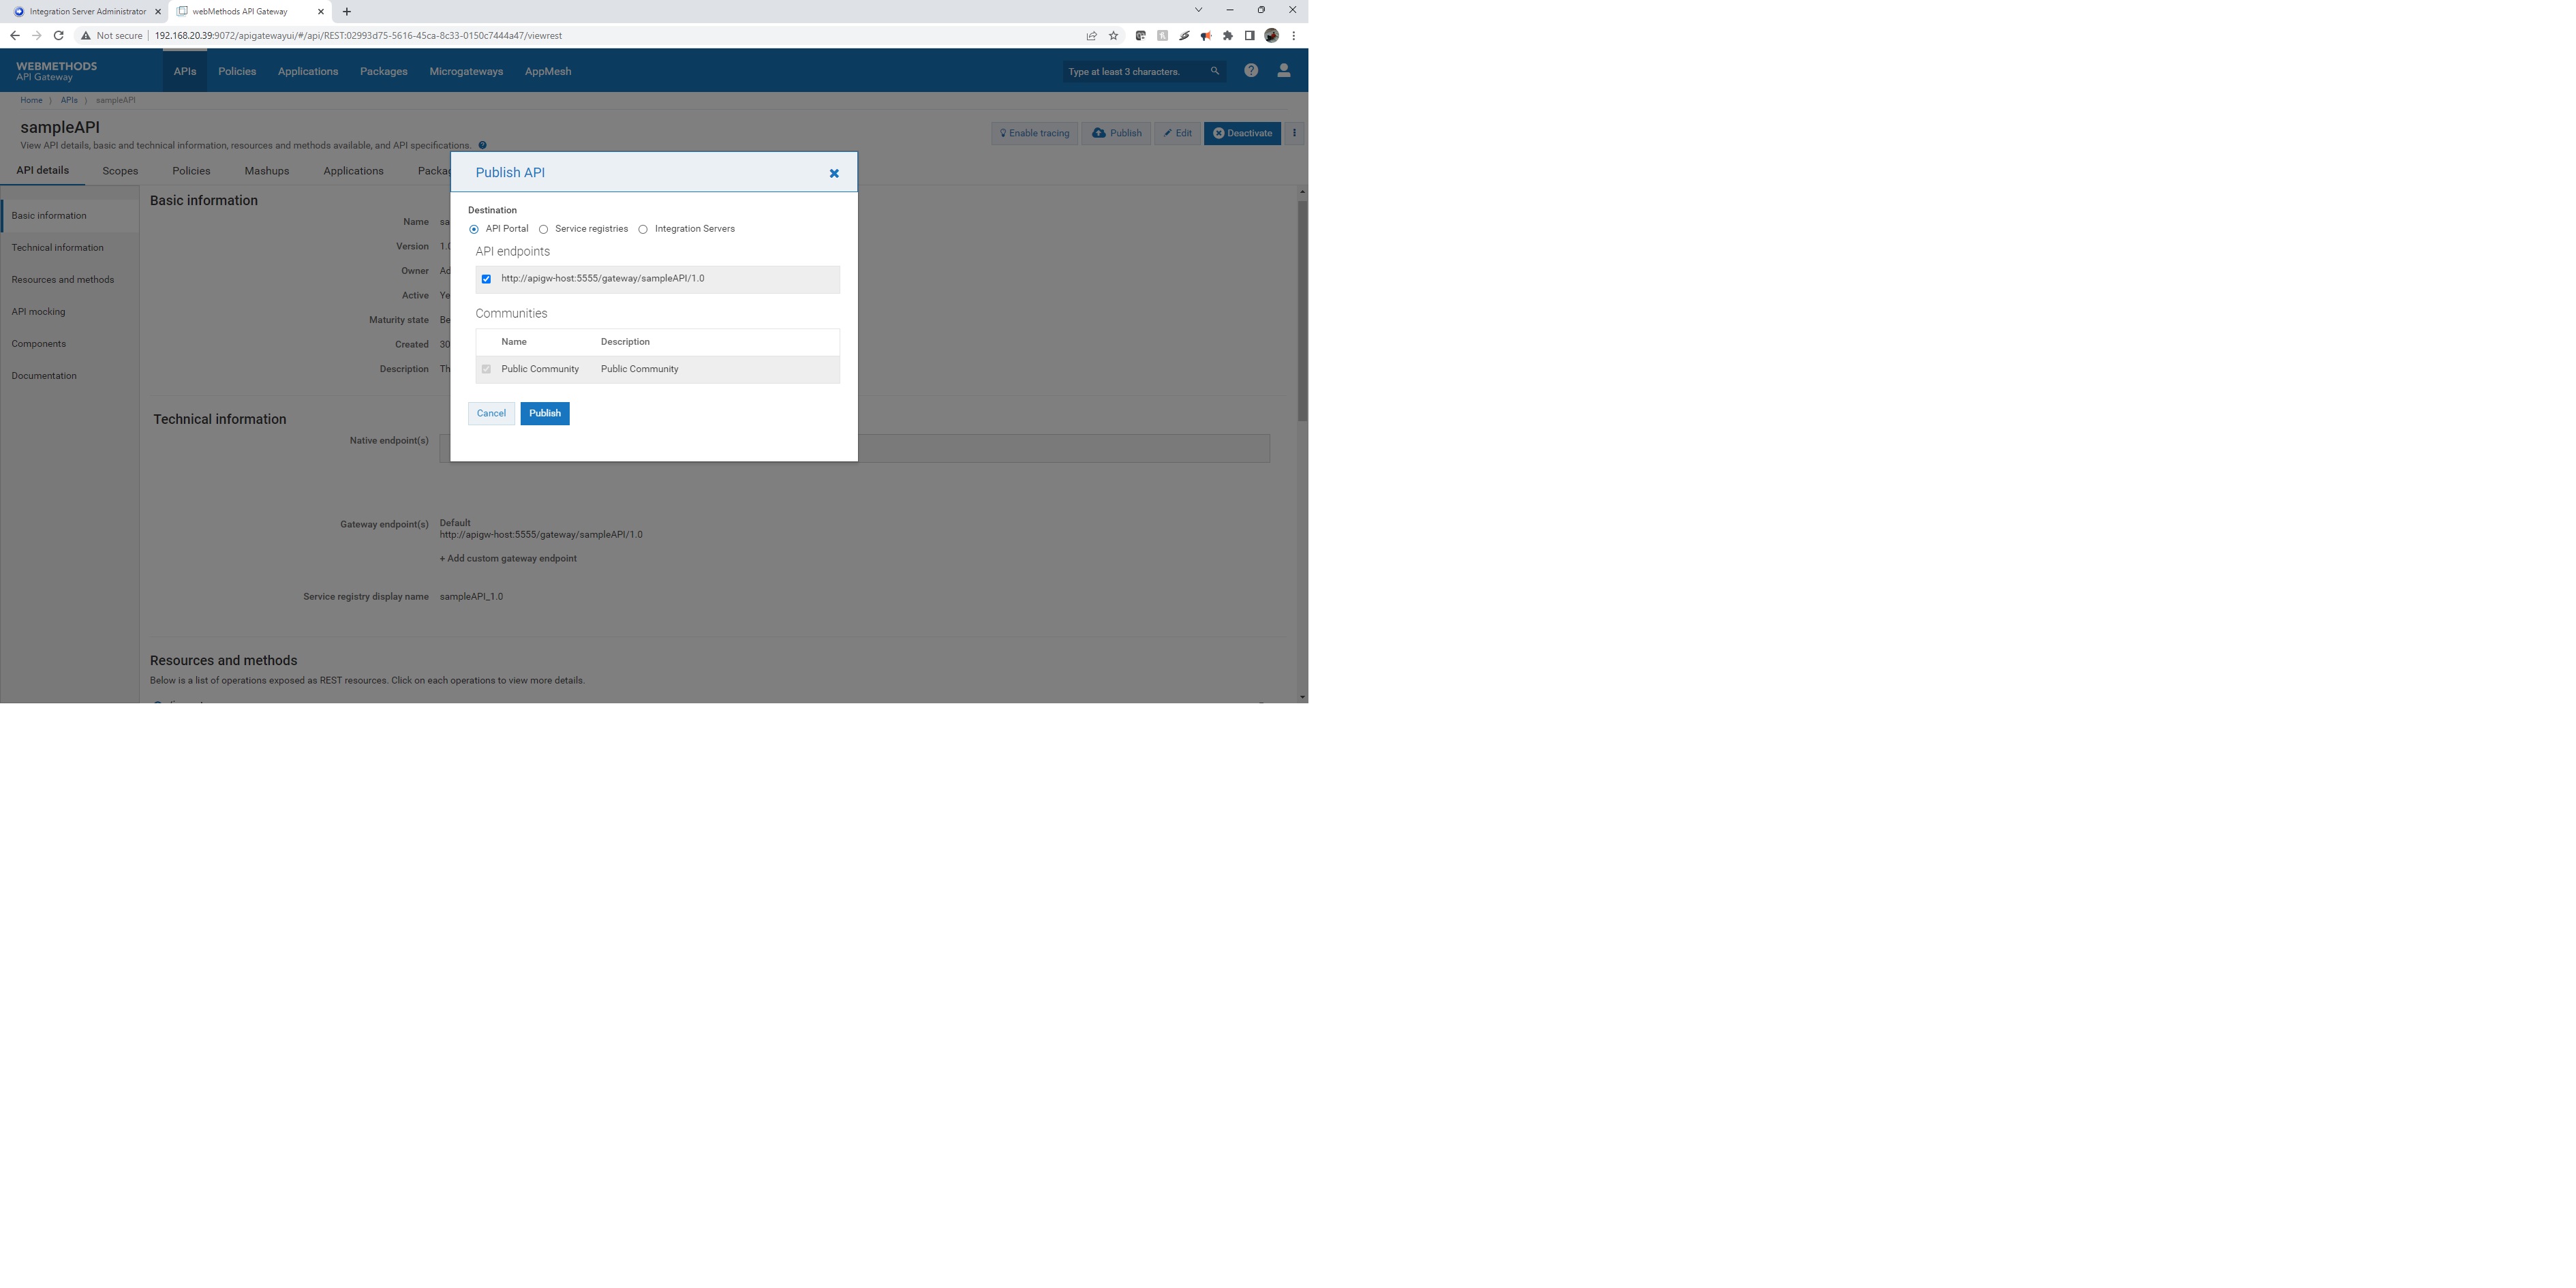 Integration Server Administrator
webMethods API Gateway
Not secure
192.168.20.39:9072/apigatewayui/#/api/REST:02993d75-5616-45ca-8c33-0150c7444a47/viewrest
WEBMETHODS
API Gateway
APIs
Policies
Applications
Packages
Microgateways
AppMesh
Type at least 3 characters.
Home
APIs
sampleAPI
sampleAPI
View API details, basic and technical information, resources and methods available, and API specifications.
Enable tracing
Publish
Edit
Deactivate
API details
Scopes
Policies
Mashups
Applications
Basic information
Technical information
Resources and methods
API mocking
Components
Documentation
Basic information
Name
Version
Owner
Active
Maturity state
Created
Description
Publish API
Destination
API Portal
Service registries
Integration Servers
API endpoints
http://apigw-host:5555/gateway/sampleAPI/1.0
Communities
Name Description
Public Community Public Community
Cancel
Publish
Technical information
Native endpoint(s)
Gateway endpoint(s) Default
http://apigw-host:5555/gateway/sampleAPI/1.0
+ Add custom gateway endpoint
Service registry display name sampleAPI_1.0
Resources and methods
Below is a list of operations exposed as REST resources. Click on each operations to view more details.